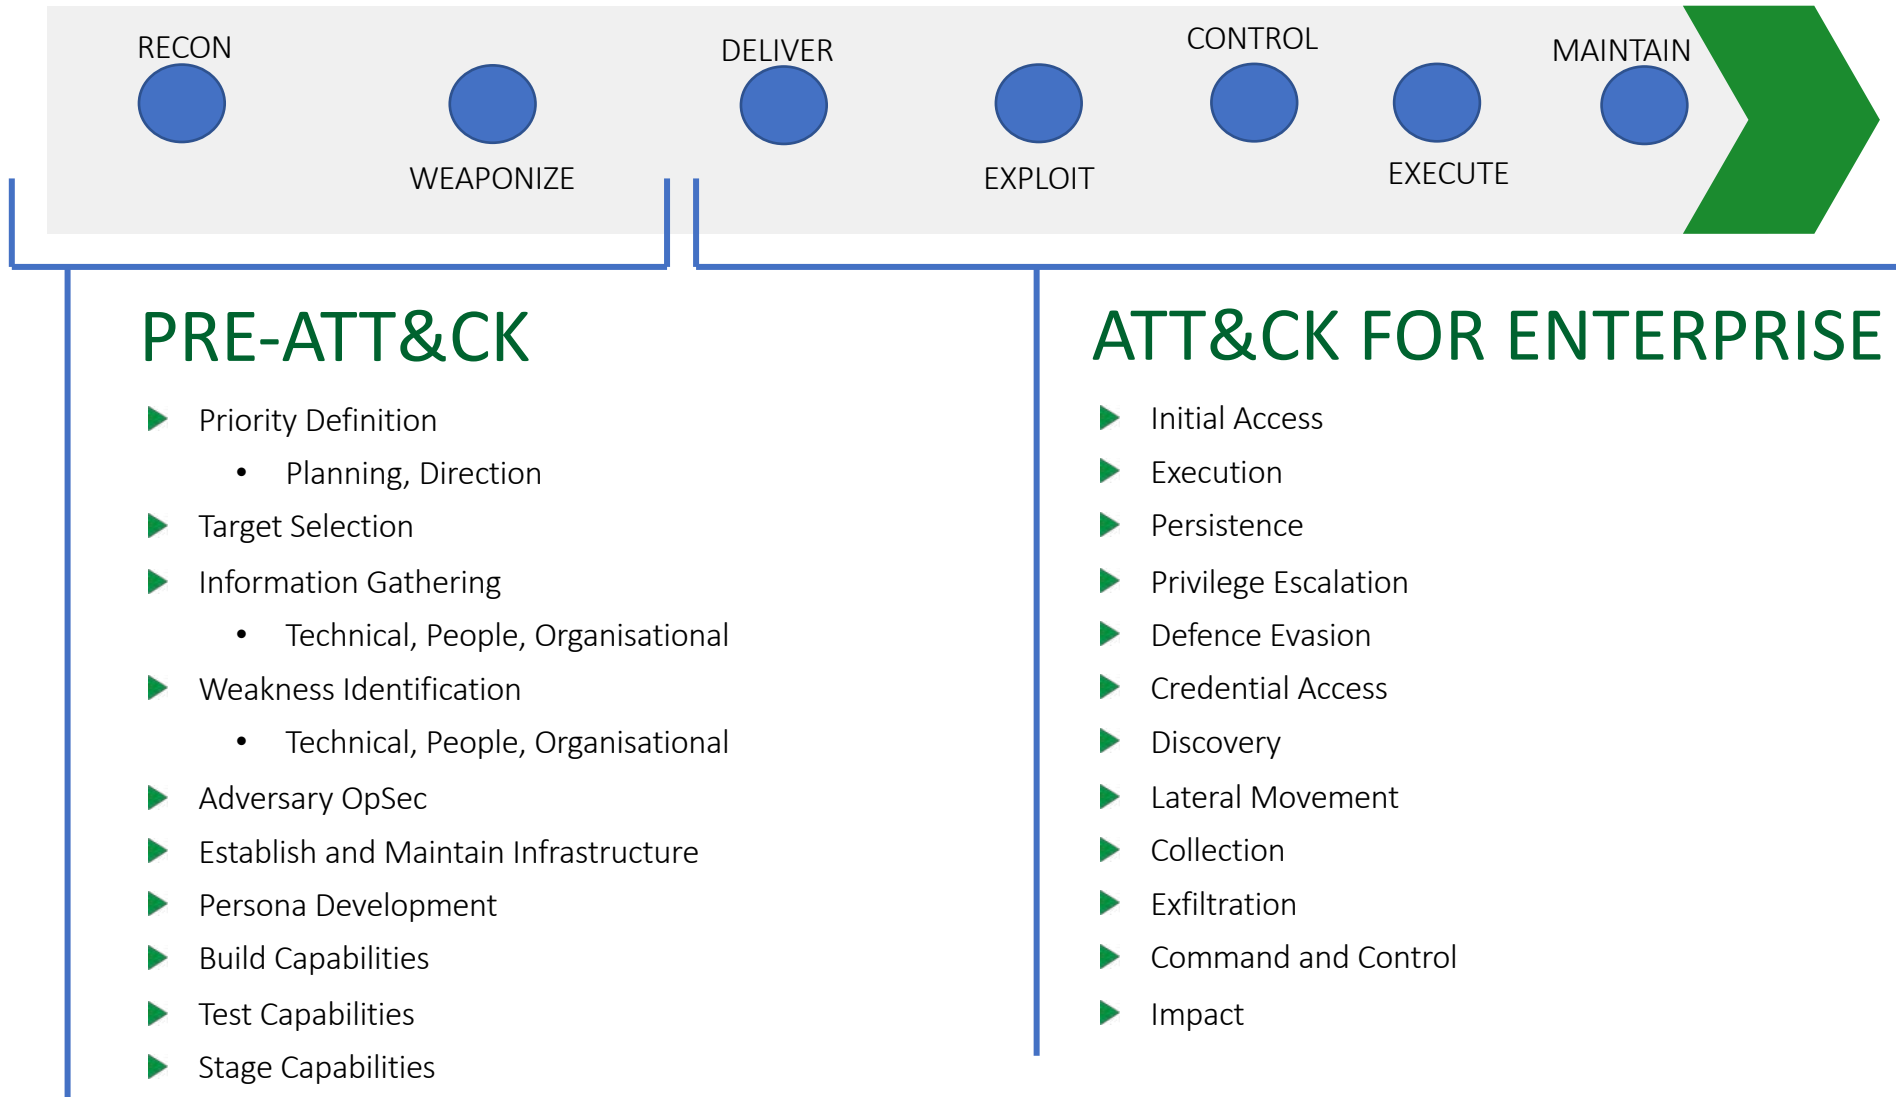 RECON
WEAPONIZE
DELIVER
EXPLOIT
CONTROL
EXECUTE
MAINTAIN
PRE-ATT&CK
Priority Definition
• Planning, Direction
Target Selection
Information Gathering
• Technical, People, Organisational
Weakness Identification
• Technical, People, Organisational
Adversary OpSec
Establish and Maintain Infrastructure
Persona Development
Build Capabilities
Test Capabilities
Stage Capabilities
ATT&CK FOR ENTERPRISE
Initial Access
Execution
Persistence
Privilege Escalation
Defence Evasion
Credential Access
Discovery
Lateral Movement
Collection
Exfiltration
Command and Control
Impact